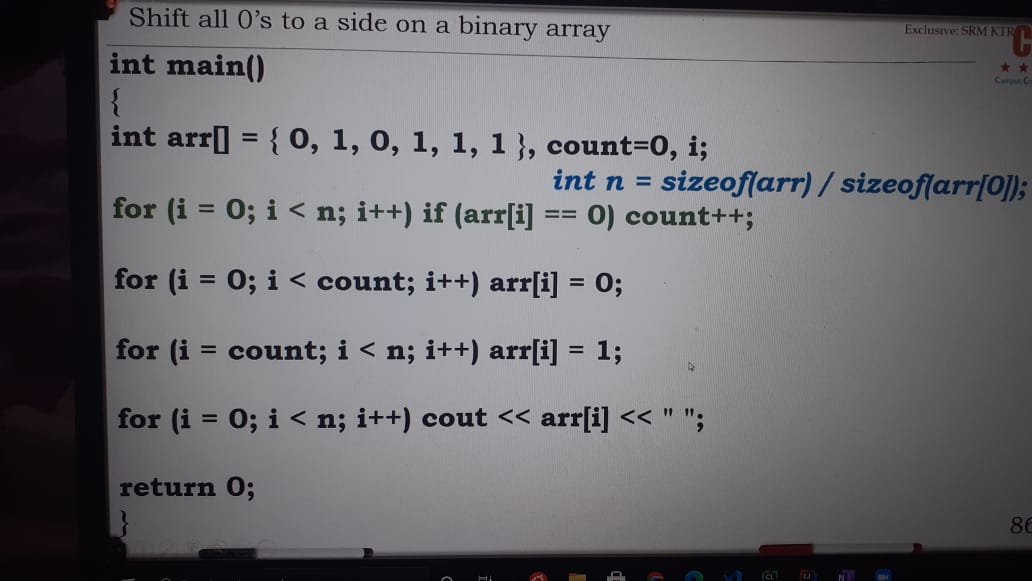 Shift all 0's to a side on a binary array
Exclusive: SRM KTR
int main()
{
int arr[] = { 0, 1, 0, 1, 1, 1 }, count=0, i;
int n = sizeof(arr) / sizeof(arr[0]);
for (i = 0; i < n; i++) if (arr[i] == 0) count++;
for (i = 0; i < count; i++) arr[i] = 0;
for (i = count; i < n; i++) arr[i] = 1;
for (i = 0; i < n; i++) cout << arr[i] << " ";
return 0;
}
86